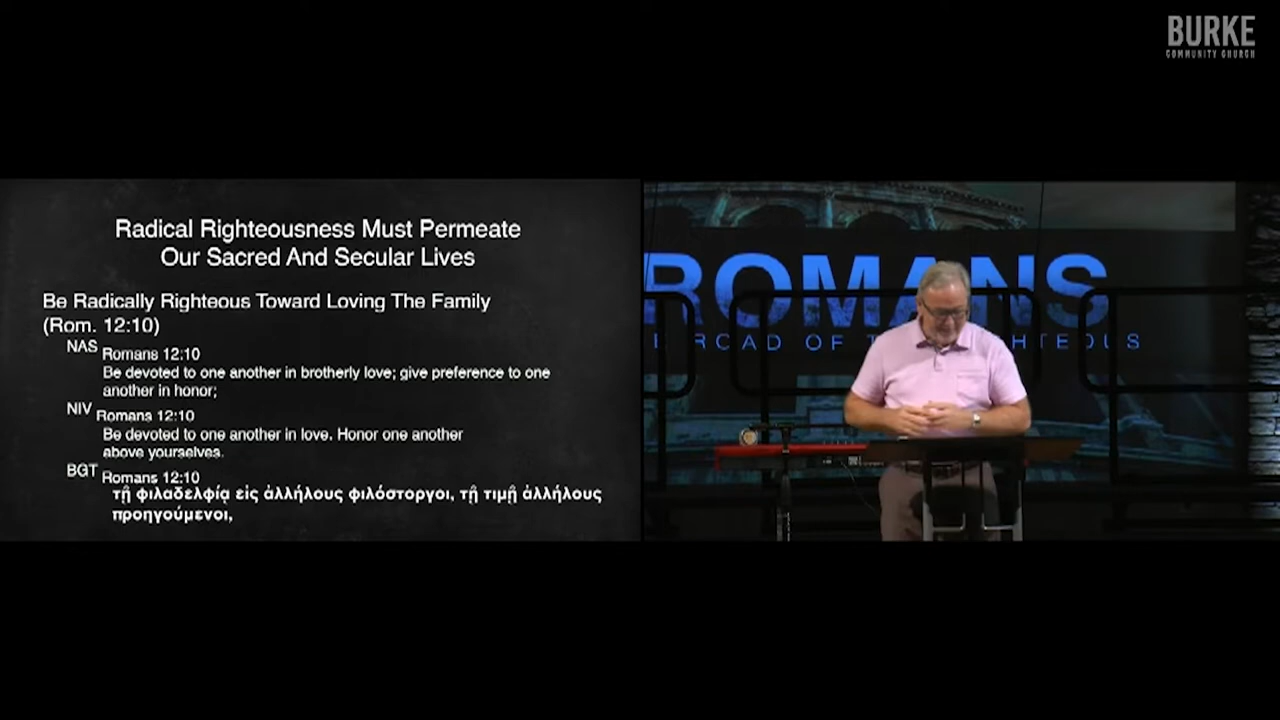 BURKE
COMMUNITY CHURCH
Radical Righteousness Must Permeate
Our Sacred And Secular Lives
Be Radically Righteous Toward Loving The Family
(Rom. 12:10)
NAS Romans 12:10
Be devoted to one another in brotherly love; give preference to one
another in honor;
NIV Romans 12:10
Be devoted to one another in love. Honor one another
above yourselves.
BGT Romans 12:10
τῇ φιλαδελφίᾳ εἰς ἀλλήλους φιλόστοργοι, τῇ τιμῇ ἀλλήλους
προηγούμενοι,
ROMANS
ROAD OF